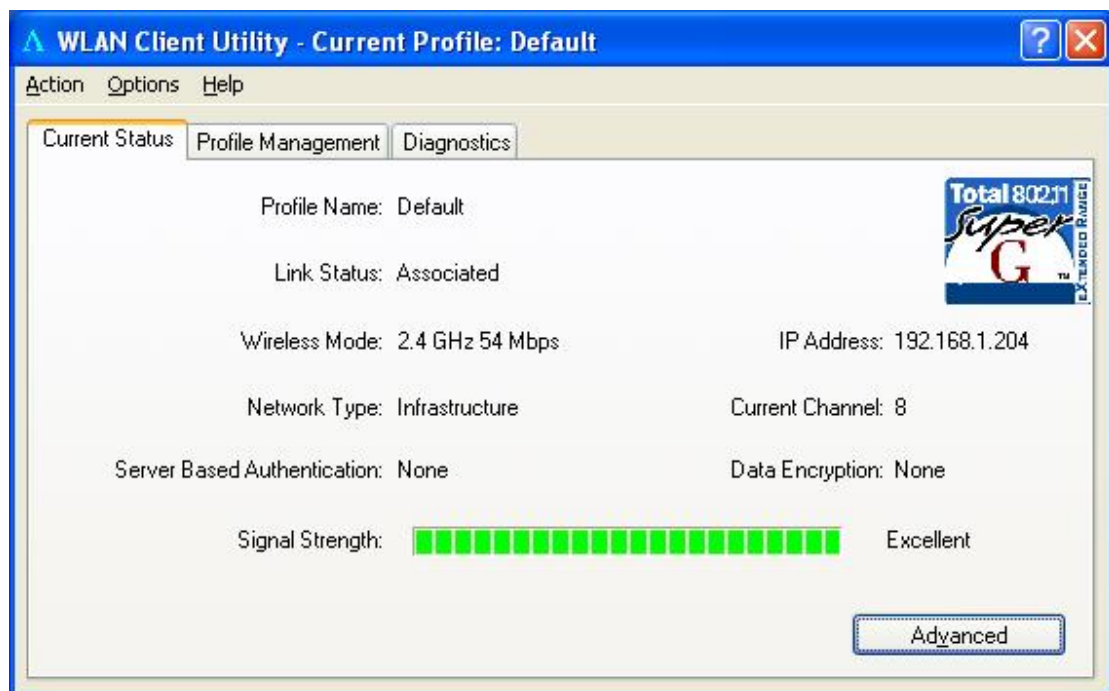 WLAN Client Utility - Current Profile: Default
Action Options Help
Current Status Profile Management Diagnostics
Profile Name: Default
Total 802.11
Super
G TM
EXTENDED RANGE
Link Status: Associated
Wireless Mode: 2.4 GHz 54 Mbps IP Address: 192.168.1.204
Network Type: Infrastructure Current Channel: 8
Server Based Authentication: None Data Encryption: None
Signal Strength: Excellent
Advanced